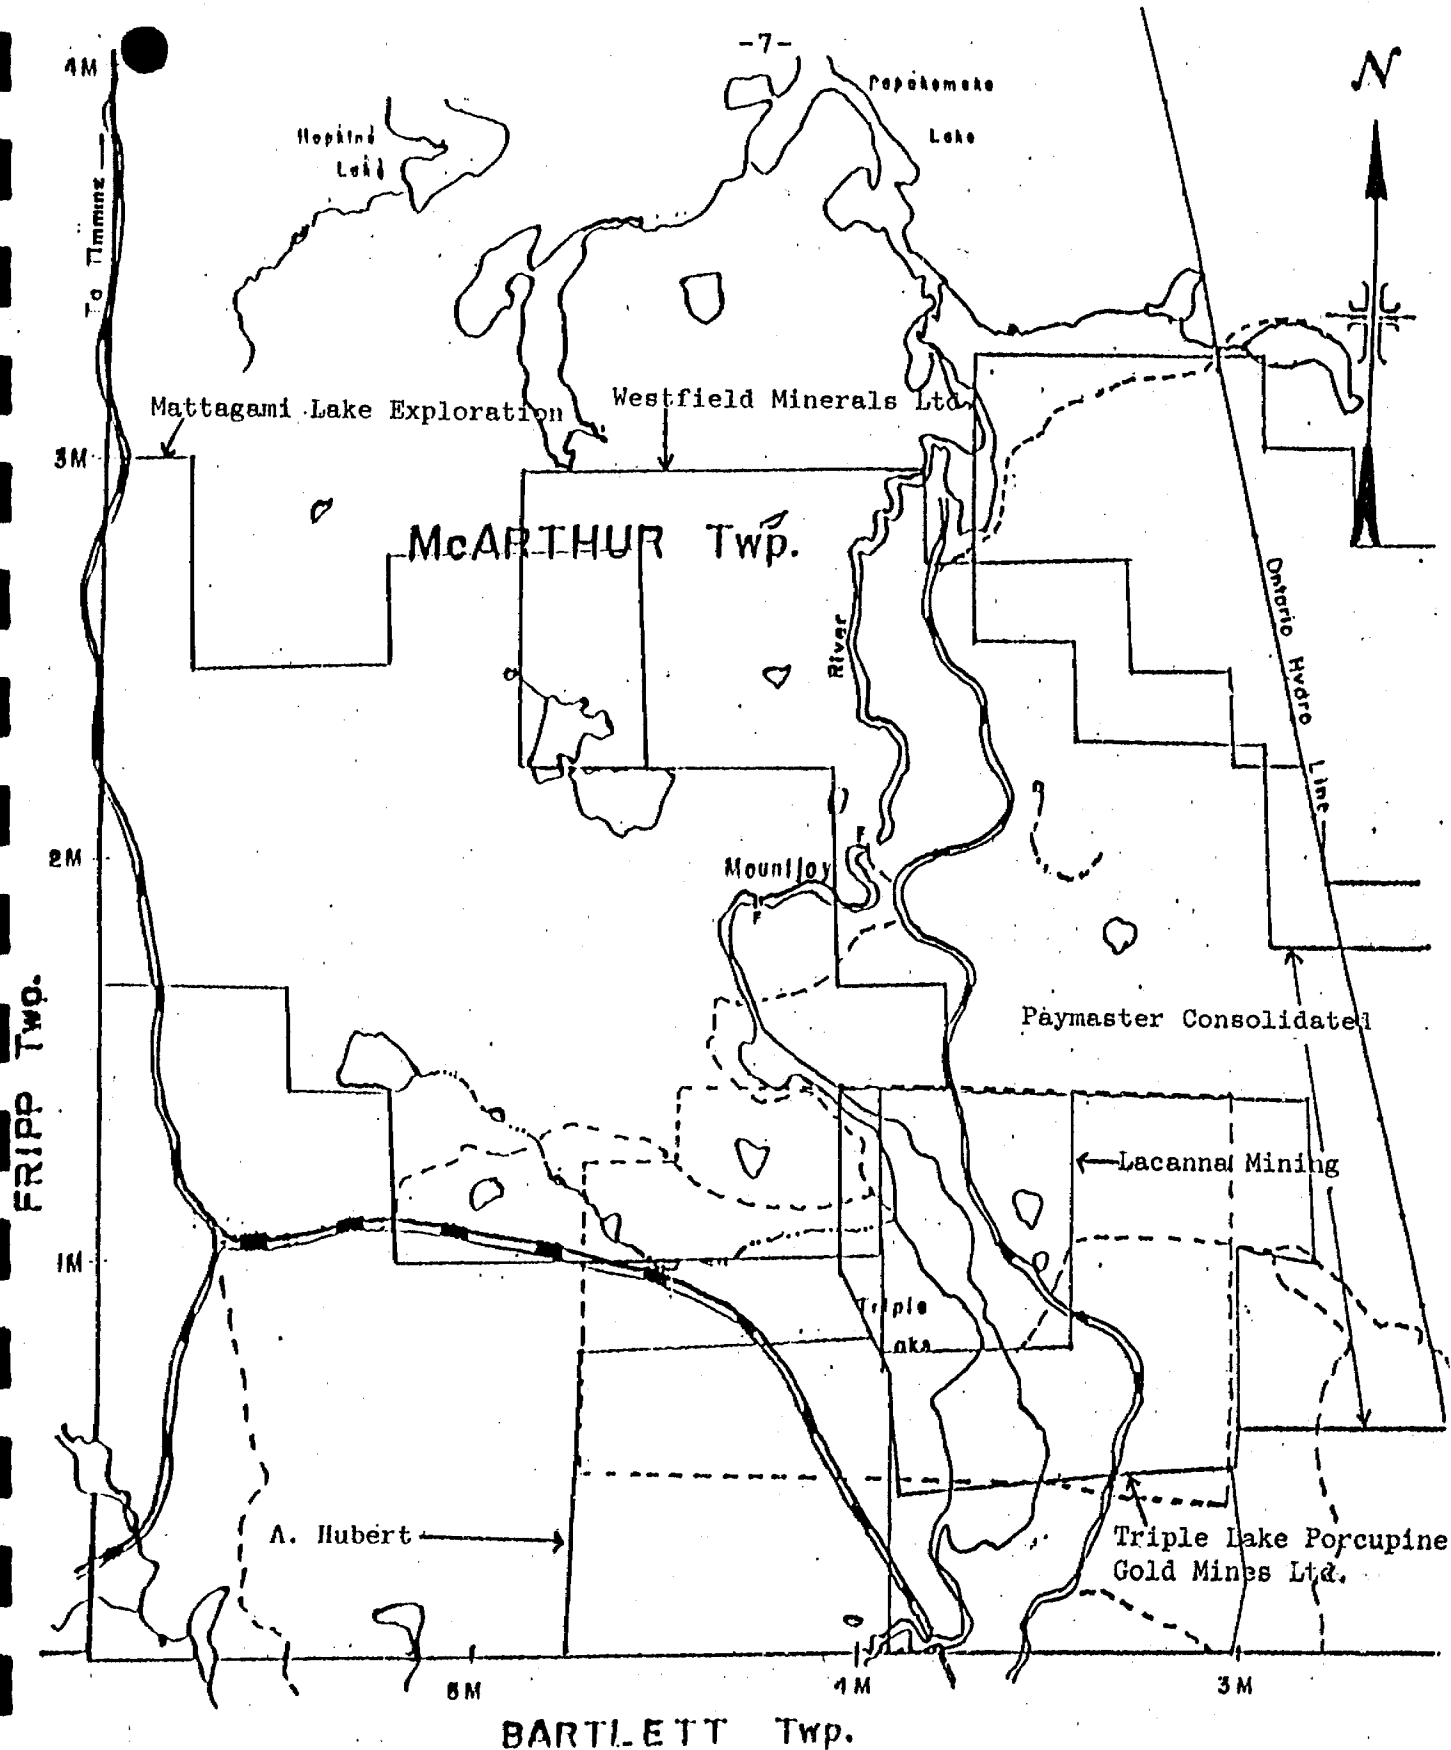 -7-
4M
N
Papakomeka
Lake
Hopkins
Lake
To Timmins
Mattagami Lake Exploration
Westfield Minerals Ltd.
3M
McARTHUR Twp.
River
Ontario Hydro Line
2M
F
Mountjoy
F
FRIPP Twp.
Paymaster Consolidated
Lacanna Mining
1M
Triple
Lake
A. Hubert
Triple Lake Porcupine
Gold Mines Ltd.
5M
4M
3M
BARTLETT Twp.